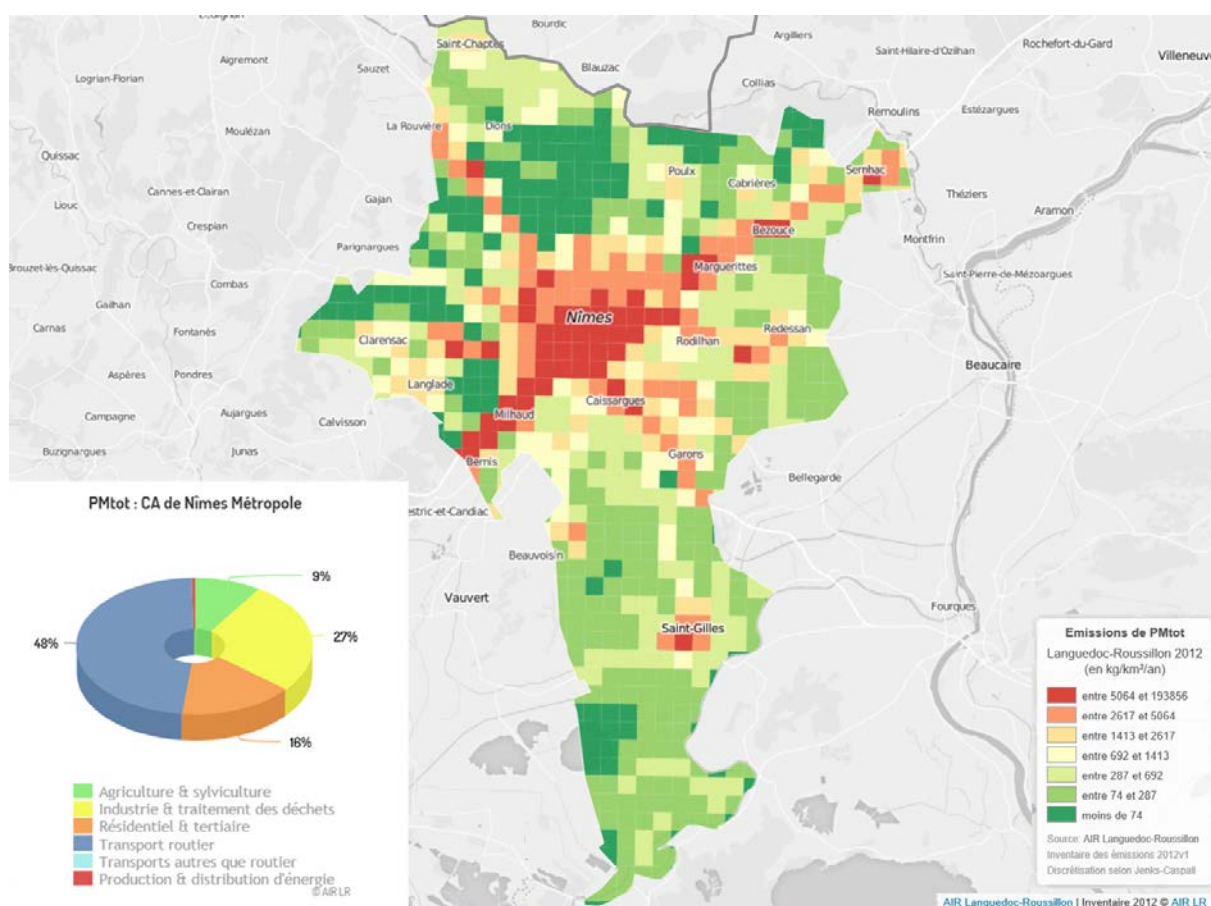 Dédignan
Bourdic
Argilliers
Saint-Chaptes
Saint-Hilaire-d'Ozilhan
Rochefort-du-Gard
Aigremont
Sauzet
Blauzac
Villeneuve
Logrian-Florian
Collias
Estézargues
Remoulins
Moulézan
La Rouvière
Dions
Quissac
Poulx
Sernhac
Cannes-et-Clairan
Cabrières
Théziers
Liouc
Gajan
Aramon
Crespian
Bezouce
Montfrin
Parignargues
Marguerittes
Brouzet-lès-Quissac
Combas
Saint-Pierre-de-Mézoargues
Gailhan
Nîmes
Carnas
Fontanès
Clarensac
Rodilhan
Redessan
Beaucaire
Aspères
Pondres
Langlade
Caissargues
Campagne
Aujargues
Calvisson
Milhaud
Buzignargues
Junas
Bernis
Garons
Bellegarde
estric-et-Candiac
Beauvoisin
Vauvert
Fourques
Saint-Gilles
PMtot : CA de Nîmes Métropole
9%
48%
27%
16%
Agriculture & sylviculture
Industrie & traitement des déchets
Résidentiel & tertiaire
Transport routier
Transports autres que routier
Production & distribution d'énergie
© AIR LR
Emissions de PMtot
Languedoc-Roussillon 2012
(en kg/km²/an)
entre 5064 et 193856
entre 2617 et 5064
entre 1413 et 2617
entre 692 et 1413
entre 287 et 692
entre 74 et 287
moins de 74
Source: AIR Languedoc-Roussillon
Inventaire des émissions 2012v1
Discrétisation selon Jenks-Caspall
AIR Languedoc-Roussillon | Inventaire 2012 © AIR LR